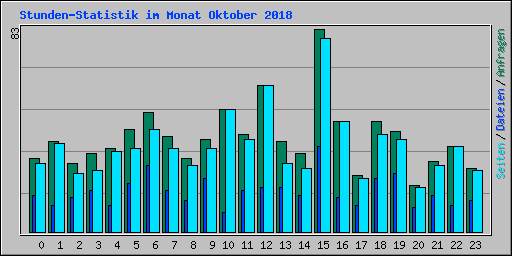 Stunden-Statistik im Monat Oktober 2018
83
Seiten / Dateien / Anfragen
0 1 2 3 4 5 6 7 8 9 10 11 12 13 14 15 16 17 18 19 20 21 22 23